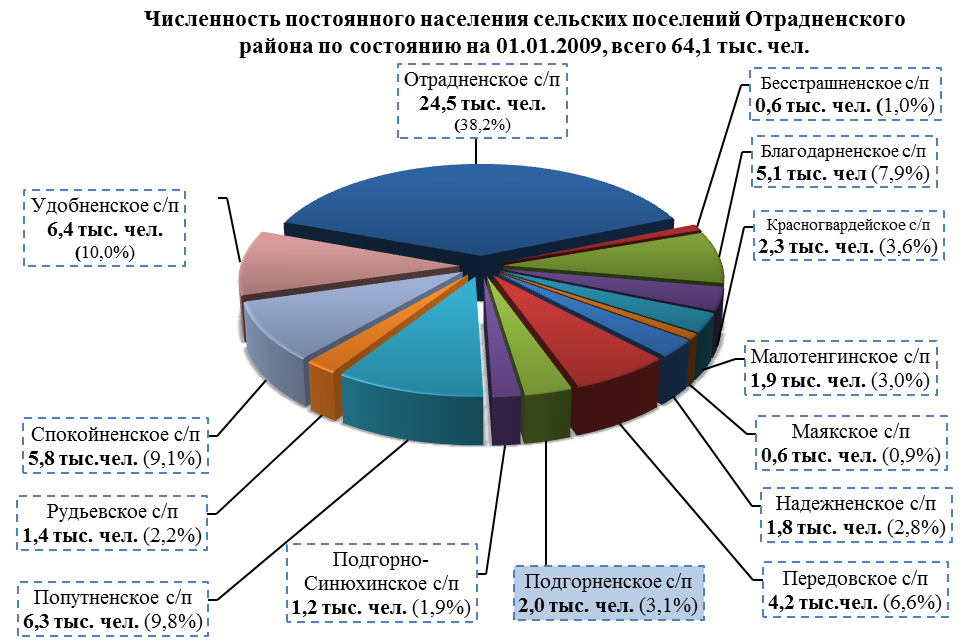 Численность постоянного населения сельских поселений Отрадненского
района по состоянию на 01.01.2009, всего 64,1 тыс. чел.
Отрадненское с/п
24,5 тыс. чел.
(38,2%)
Бесстрашненское с/п
0,6 тыс. чел. (1,0%)
Благодарненское с/п
5,1 тыс. чел (7,9%)
Красногвардейское с/п
2,3 тыс. чел. (3,6%)
Малотенгинское с/п
1,9 тыс. чел. (3,0%)
Маякское с/п
0,6 тыс. чел. (0,9%)
Надежненское с/п
1,8 тыс. чел. (2,8%)
Передовское с/п
4,2 тыс.чел. (6,6%)
Подгорненское с/п
2,0 тыс. чел. (3,1%)
Подгорно-
Синюхинское с/п
1,2 тыс. чел. (1,9%)
Попутненское с/п
6,3 тыс. чел. (9,8%)
Рудьевское с/п
1,4 тыс. чел. (2,2%)
Спокойненское с/п
5,8 тыс.чел. (9,1%)
Удобненское с/п
6,4 тыс. чел.
(10,0%)